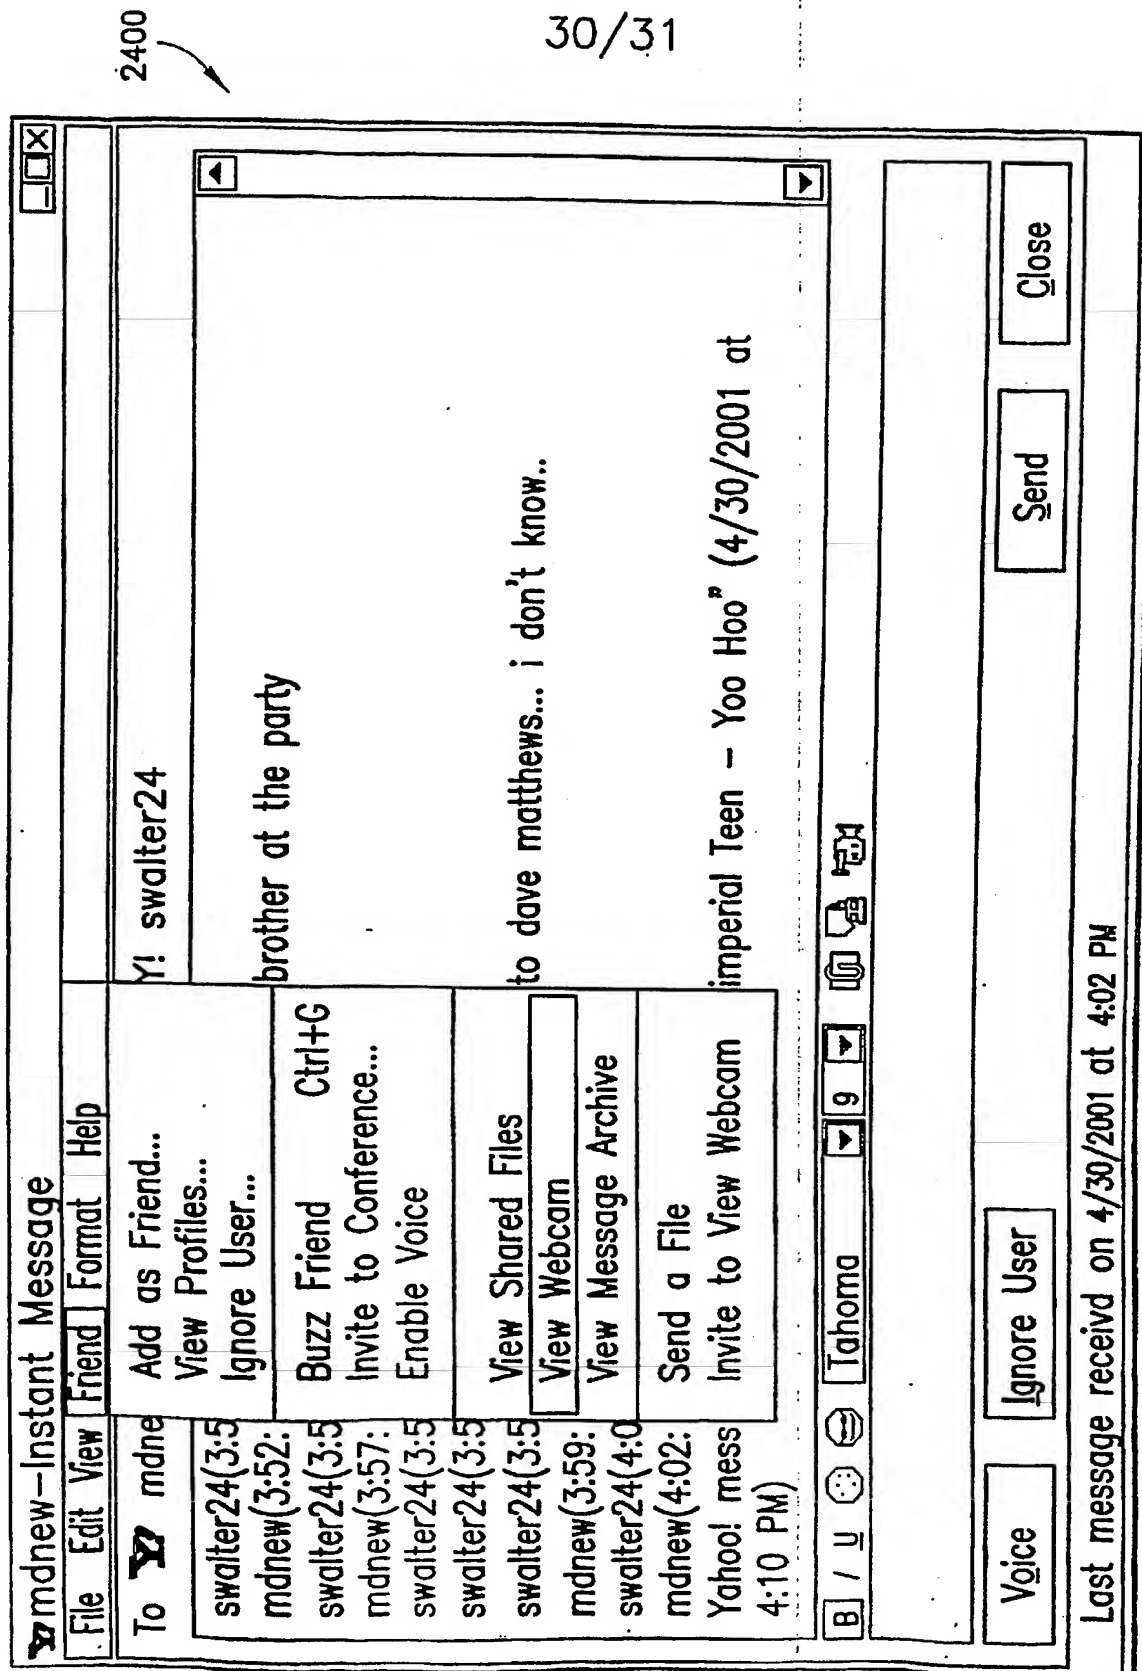 30/31
2400
mdnew-Instant Message
File Edit View Friend Format Help
To Y! mdne
Y! swalter24
Add as Friend...
View Profiles...
Ignore User...
Buzz Friend Ctrl+G
Invite to Conference...
Enable Voice
View Shared Files
View Webcam
View Message Archive
Send a File
Invite to View Webcam
swalter24(3:5
mdnew(3:52:
swalter24(3:5 brother at the party
mdnew(3:57:
swalter24(3:5
swalter24(3:5
swalter24(3:5
mdnew(3:59: to dave matthews... i don't know..
swalter24(4:0
mdnew(4:02:
Yahoo! mess imperial Teen - Yoo Hoo" (4/30/2001 at
4:10 PM)
B / U Tahoma 9
Voice Ignore User Send Close
Last message receivd on 4/30/2001 at 4:02 PM